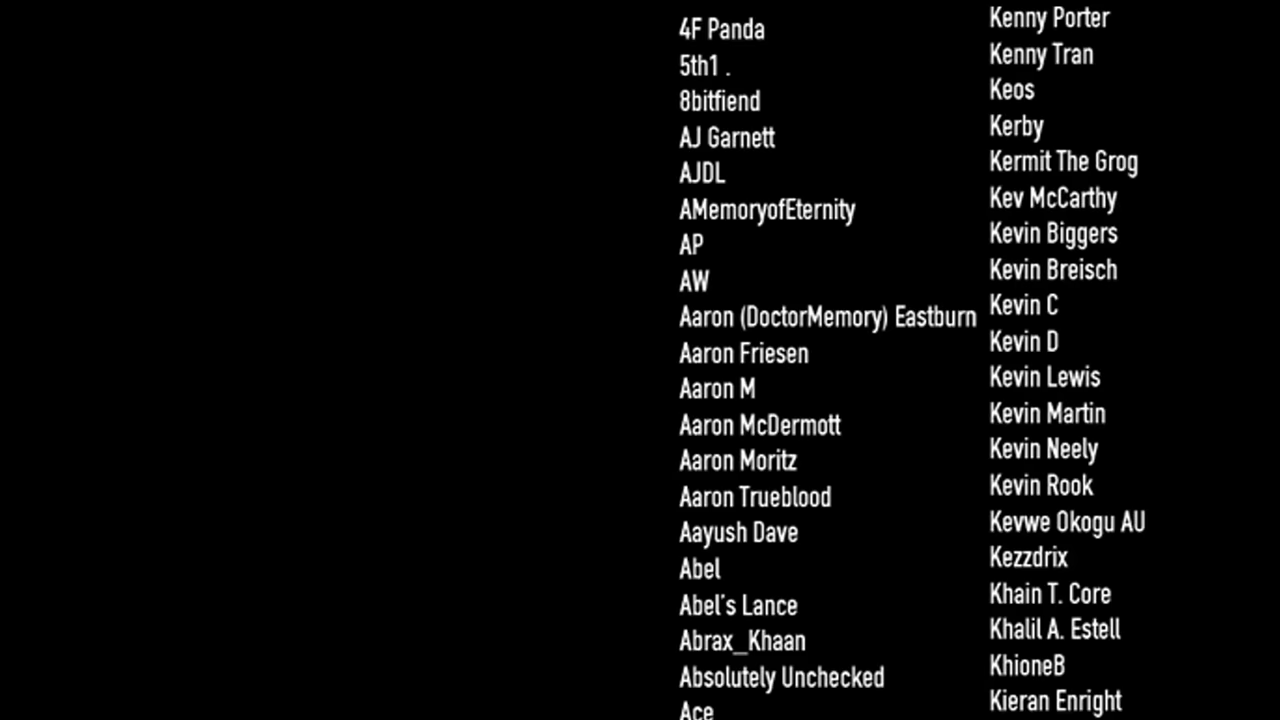 4F Panda
5th1 .
8bitfiend
AJ Garnett
AJDL
AMemoryofEternity
AP
AW
Aaron (DoctorMemory) Eastburn
Aaron Friesen
Aaron M
Aaron McDermott
Aaron Moritz
Aaron Trueblood
Aayush Dave
Abel
Abel's Lance
Abrax_Khaan
Absolutely Unchecked
Ace
Kenny Porter
Kenny Tran
Keos
Kerby
Kermit The Grog
Kev McCarthy
Kevin Biggers
Kevin Breisch
Kevin C
Kevin D
Kevin Lewis
Kevin Martin
Kevin Neely
Kevin Rook
Kevwe Okogu AU
Kezzdrix
Khain T. Core
Khalil A. Estell
KhioneB
Kieran Enright